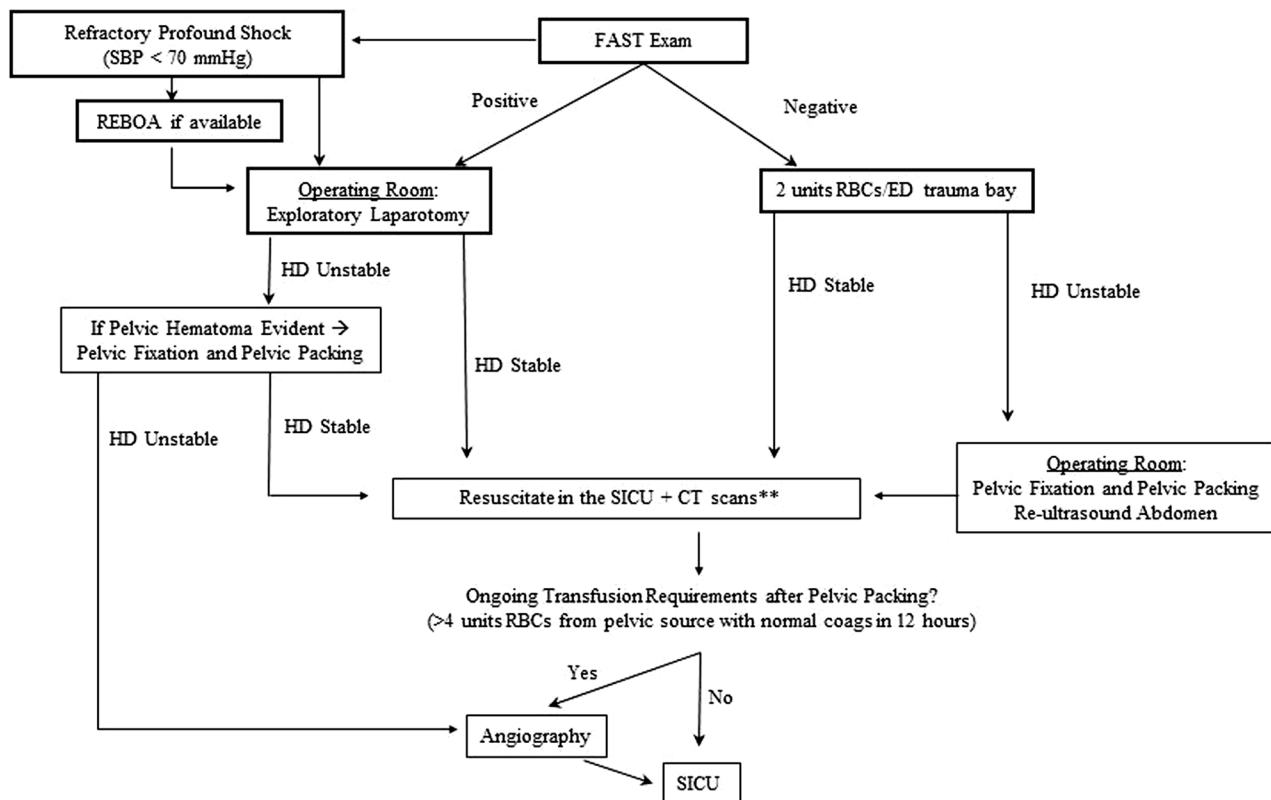 Refractory Profound Shock
(SBP < 70 mmHg)
FAST Exam
Positive
Negative
REBOA if available
Operating Room:
Exploratory Laparotomy
2 units RBCs/ED trauma bay
HD Unstable
HD Stable
HD Unstable
If Pelvic Hematoma Evident →
Pelvic Fixation and Pelvic Packing
HD Stable
HD Unstable
HD Stable
Operating Room:
Pelvic Fixation and Pelvic Packing
Re-ultrasound Abdomen
Resuscitate in the SICU + CT scans**
Ongoing Transfusion Requirements after Pelvic Packing?
(>4 units RBCs from pelvic source with normal coags in 12 hours)
Yes
No
Angiography
SICU